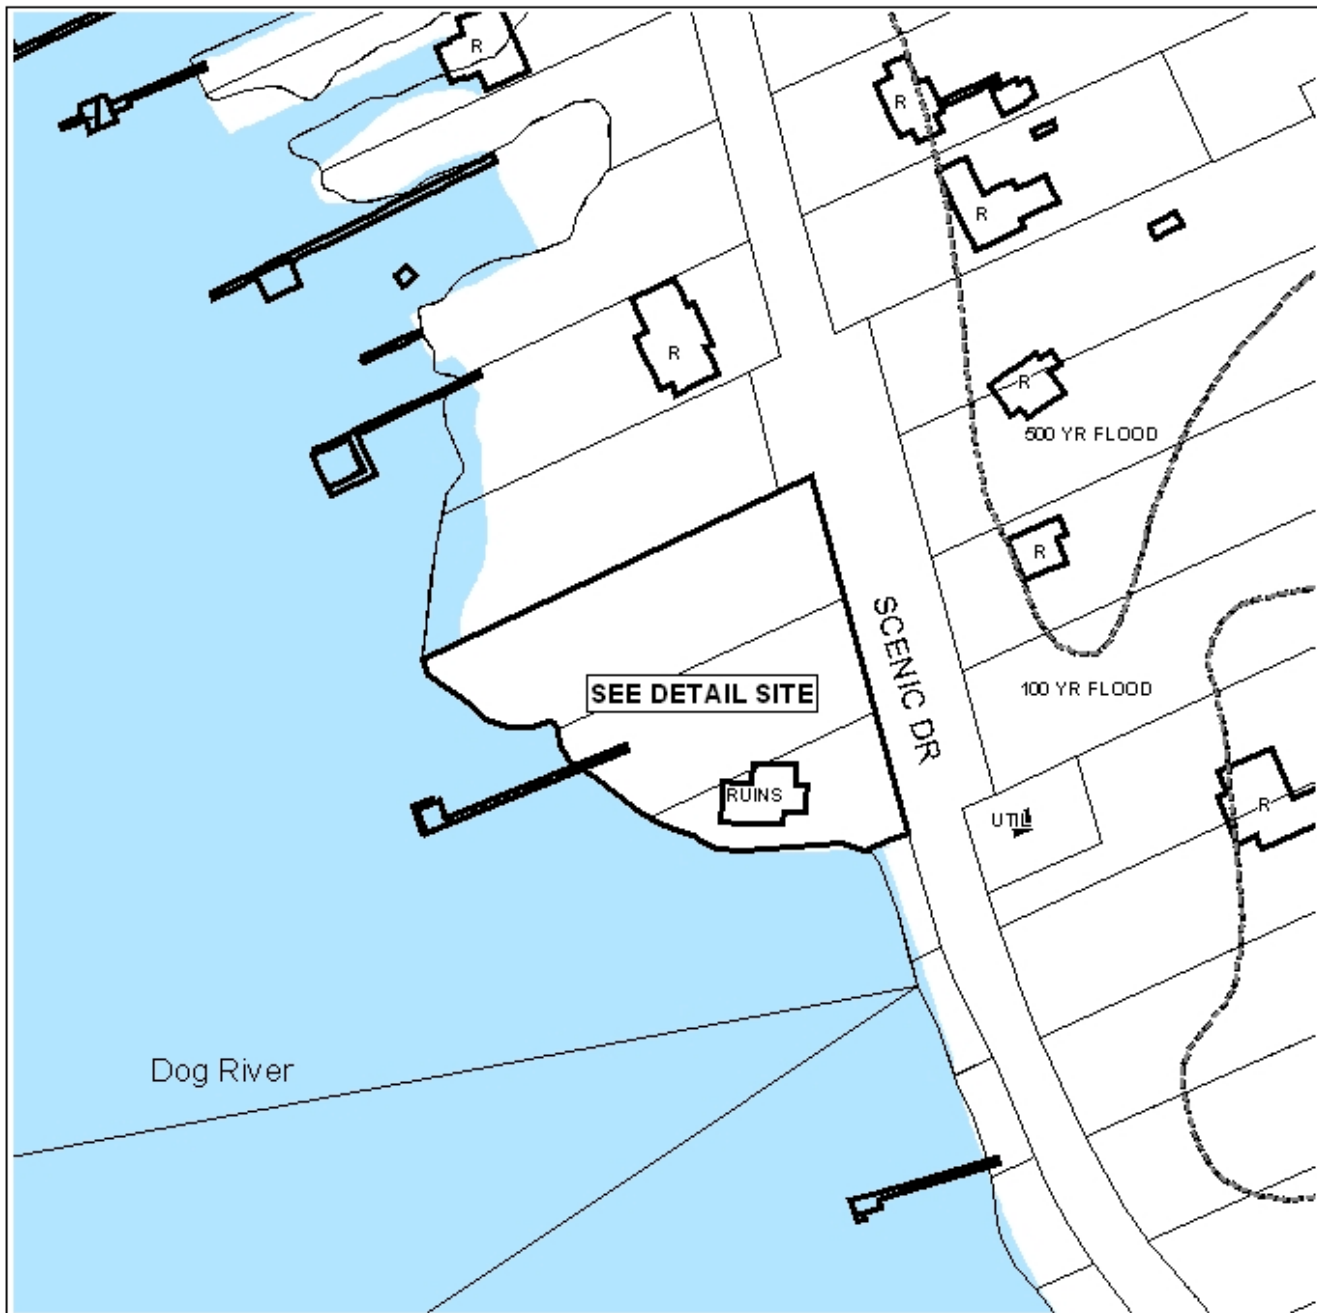 R
R
R
R
R
500 YR FLOOD
R
SCENIC DR
SEE DETAIL SITE
100 YR FLOOD
RUINS
R
UTIL
Dog River